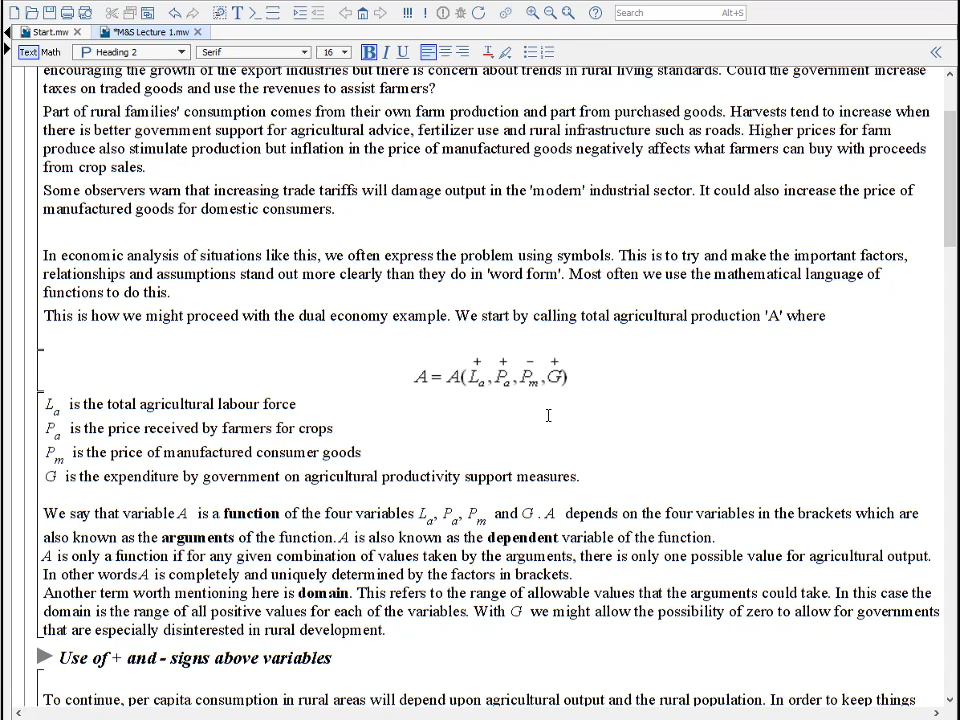 Search Alt+S
Start.mw *M&S Lecture 1.mw
Text Math P Heading 2 Serif 16 B I U
encouraging the growth of the export industries but there is concern about trends in rural living standards. Could the government increase
taxes on traded goods and use the revenues to assist farmers?
Part of rural families' consumption comes from their own farm production and part from purchased goods. Harvests tend to increase when
there is better government support for agricultural advice, fertilizer use and rural infrastructure such as roads. Higher prices for farm
produce also stimulate production but inflation in the price of manufactured goods negatively affects what farmers can buy with proceeds
from crop sales.
Some observers warn that increasing trade tariffs will damage output in the 'modern' industrial sector. It could also increase the price of
manufactured goods for domestic consumers.
In economic analysis of situations like this, we often express the problem using symbols. This is to try and make the important factors,
relationships and assumptions stand out more clearly than they do in 'word form'. Most often we use the mathematical language of
functions to do this.
This is how we might proceed with the dual economy example. We start by calling total agricultural production 'A' where
+ + − +
A = A(L_a, P_a, P_m, G)
L_a is the total agricultural labour force
P_a is the price received by farmers for crops
P_m is the price of manufactured consumer goods
G is the expenditure by government on agricultural productivity support measures.
We say that variable A is a function of the four variables L_a, P_a, P_m and G . A depends on the four variables in the brackets which are
also known as the arguments of the function. A is also known as the dependent variable of the function.
A is only a function if for any given combination of values taken by the arguments, there is only one possible value for agricultural output.
In other words A is completely and uniquely determined by the factors in brackets.
Another term worth mentioning here is domain. This refers to the range of allowable values that the arguments could take. In this case the
domain is the range of all positive values for each of the variables. With G we might allow the possibility of zero to allow for governments
that are especially disinterested in rural development.
Use of + and - signs above variables
To continue, per capita consumption in rural areas will depend upon agricultural output and the rural population. In order to keep things